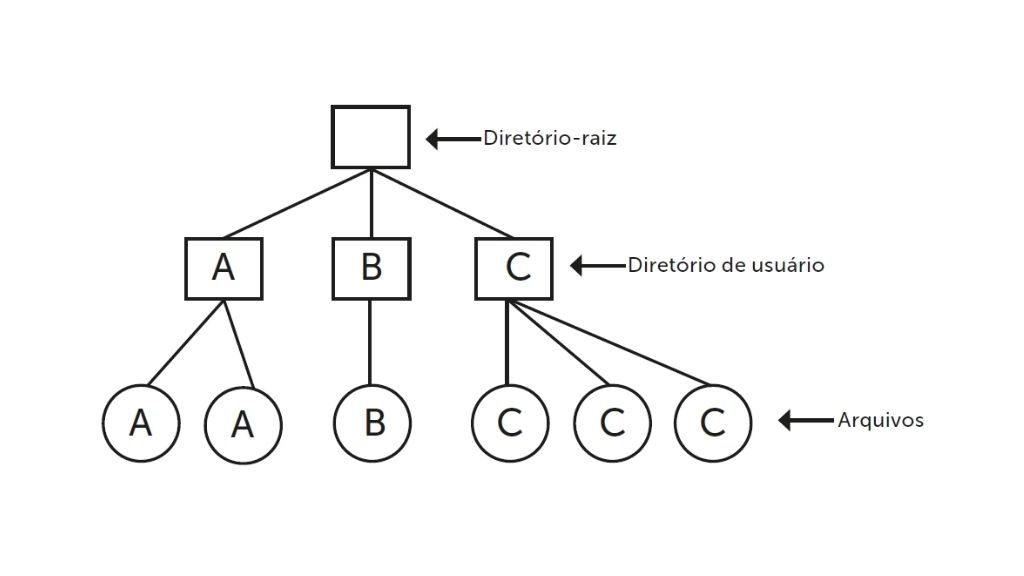 Diretório-raiz
A B C Diretório de usuário
A A B C C C Arquivos